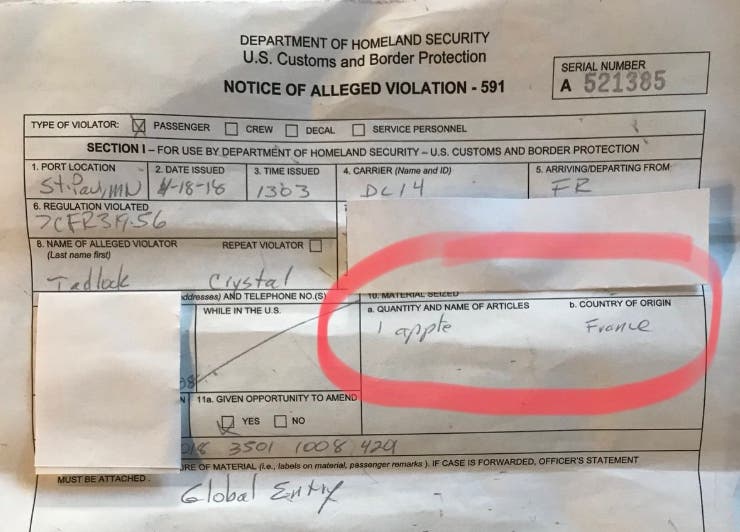 DEPARTMENT OF HOMELAND SECURITY
U.S. Customs and Border Protection
NOTICE OF ALLEGED VIOLATION - 591
SERIAL NUMBER
A 521385
TYPE OF VIOLATOR: PASSENGER CREW DECAL SERVICE PERSONNEL
SECTION I – FOR USE BY DEPARTMENT OF HOMELAND SECURITY – U.S. CUSTOMS AND BORDER PROTECTION
1. PORT LOCATION 2. DATE ISSUED 3. TIME ISSUED 4. CARRIER (Name and ID) 5. ARRIVING/DEPARTING FROM
St. Paul, MN 4-18-18 1303 DL14 FR
6. REGULATION VIOLATED
7CFR319.56
8. NAME OF ALLEGED VIOLATOR REPEAT VIOLATOR
(Last name first)
Tadlock Crystal
addresses) AND TELEPHONE NO.(S) 10. MATERIAL SEIZED
WHILE IN THE U.S. a. QUANTITY AND NAME OF ARTICLES b. COUNTRY OF ORIGIN
1 apple France
11a. GIVEN OPPORTUNITY TO AMEND
YES NO
3501 1008 424
URE OF MATERIAL (i.e., labels on material, passenger remarks ). IF CASE IS FORWARDED, OFFICER'S STATEMENT
MUST BE ATTACHED.
Global Entry